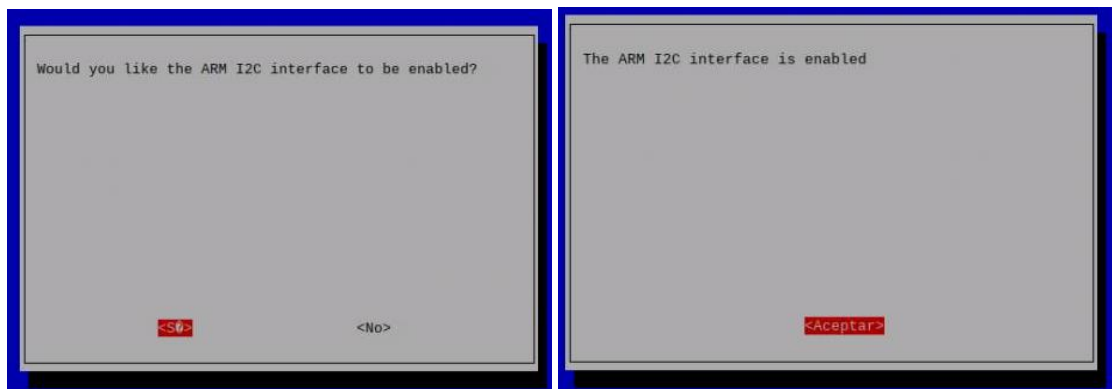 Would you like the ARM I2C interface to be enabled?
<S�> <No>
The ARM I2C interface is enabled
<Aceptar>